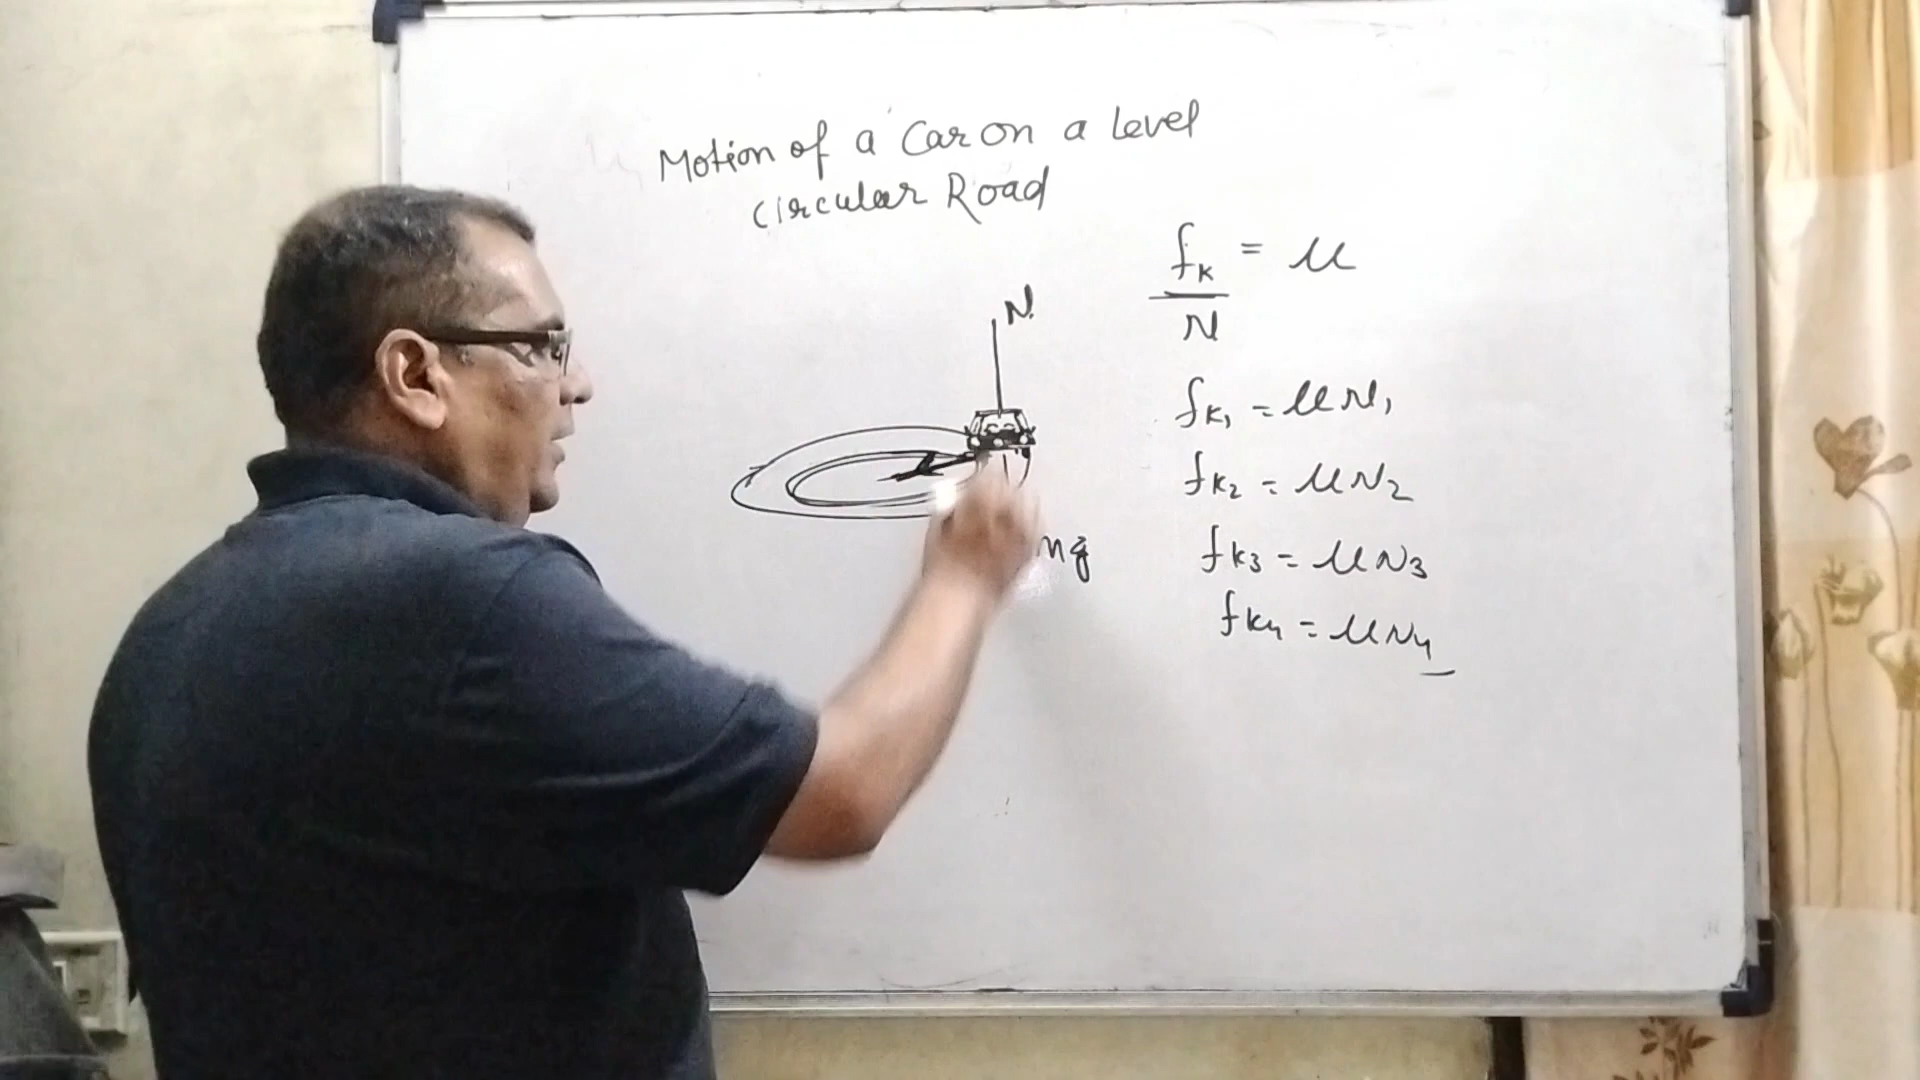 Motion of a Car on a Level
Circular Road
N
mg
fk = μ
N
fk1 = μN1
fk2 = μN2
fk3 = μN3
fk4 = μN4